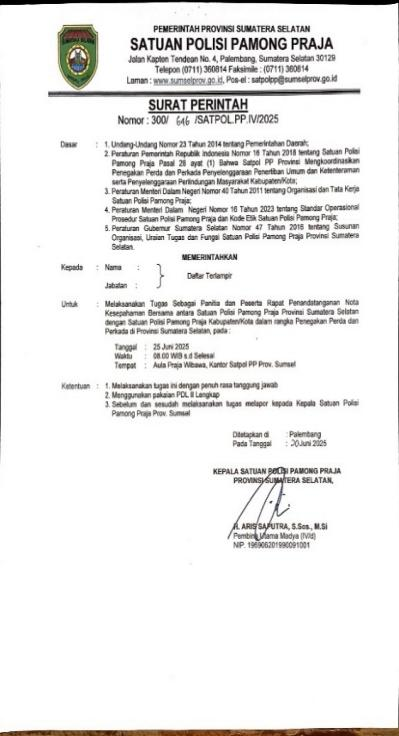 PEMERINTAH PROVINSI SUMATERA SELATAN
SATUAN POLISI PAMONG PRAJA
Jalan Kapten Tendean No. 4, Palembang, Sumatera Selatan 30129
Telepon (0711) 360814 Faksimile : (0711) 360814
Laman : www.sumselprov.go.id, Pos-el : satpolpp@sumselprov.go.id
SURAT PERINTAH
Nomor : 300/ 616 /SATPOL.PP.IV/2025
Dasar : 1. Undang-Undang Nomor 23 Tahun 2014 tentang Pemerintahan Daerah;
2. Peraturan Pemerintah Republik Indonesia Nomor 16 Tahun 2018 tentang Satuan Polisi
Pamong Praja Pasal 28 ayat (1) Bahwa Satpol PP Provinsi Mengkoordinasikan
Penegakan Perda dan Perkada Penyelenggaraan Penertiban Umum dan Ketenteraman
serta Penyelenggaraan Perlindungan Masyarakat Kabupaten/Kota;
3. Peraturan Menteri Dalam Negeri Nomor 40 Tahun 2011 tentang Organisasi dan Tata Kerja
Satuan Polisi Pamong Praja;
4. Peraturan Menteri Dalam Negeri Nomor 16 Tahun 2023 tentang Standar Operasional
Prosedur Satuan Polisi Pamong Praja dan Kode Etik Satuan Polisi Pamong Praja;
5. Peraturan Gubernur Sumatera Selatan Nomor 47 Tahun 2016 tentang Susunan
Organisasi, Uraian Tugas dan Fungsi Satuan Polisi Pamong Praja Provinsi Sumatera
Selatan.
MEMERINTAHKAN
Kepada : Nama :
Daftar Terlampir
Jabatan :
Untuk : Melaksanakan Tugas Sebagai Panitia dan Peserta Rapat Penandatanganan Nota
Kesepahaman Bersama antara Satuan Polisi Pamong Praja Provinsi Sumatera Selatan
dengan Satuan Polisi Pamong Praja Kabupaten/Kota dalam rangka Penegakan Perda dan
Perkada di Provinsi Sumatera Selatan, pada :
Tanggal : 25 Juni 2025
Waktu : 08.00 WIB s.d Selesai
Tempat : Aula Praja Wibawa, Kantor Satpol PP Prov. Sumsel
Ketentuan : 1. Melaksanakan tugas ini dengan penuh rasa tanggung jawab
2. Menggunakan pakaian PDL II Lengkap
3. Sebelum dan sesudah melaksanakan tugas melapor kepada Kepala Satuan Polisi
Pamong Praja Prov. Sumsel
Ditetapkan di : Palembang
Pada Tanggal : 20 Juni 2025
KEPALA SATUAN POLISI PAMONG PRAJA
PROVINSI SUMATERA SELATAN,
H. ARIS SAPUTRA, S.Sos., M.Si
Pembina Utama Madya (IV/d)
NIP. 196906201990091001